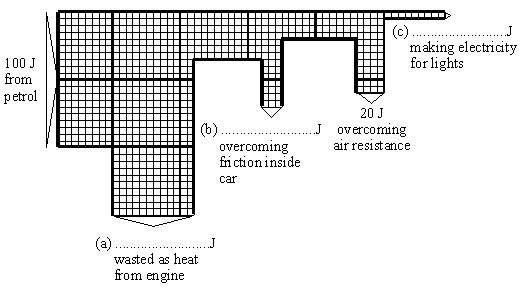 100 J
from
petrol
(c) ..........................J
making electricity
for lights
(b) ..........................J
overcoming
friction inside
car
20 J
overcoming
air resistance
(a) ..........................J
wasted as heat
from engine